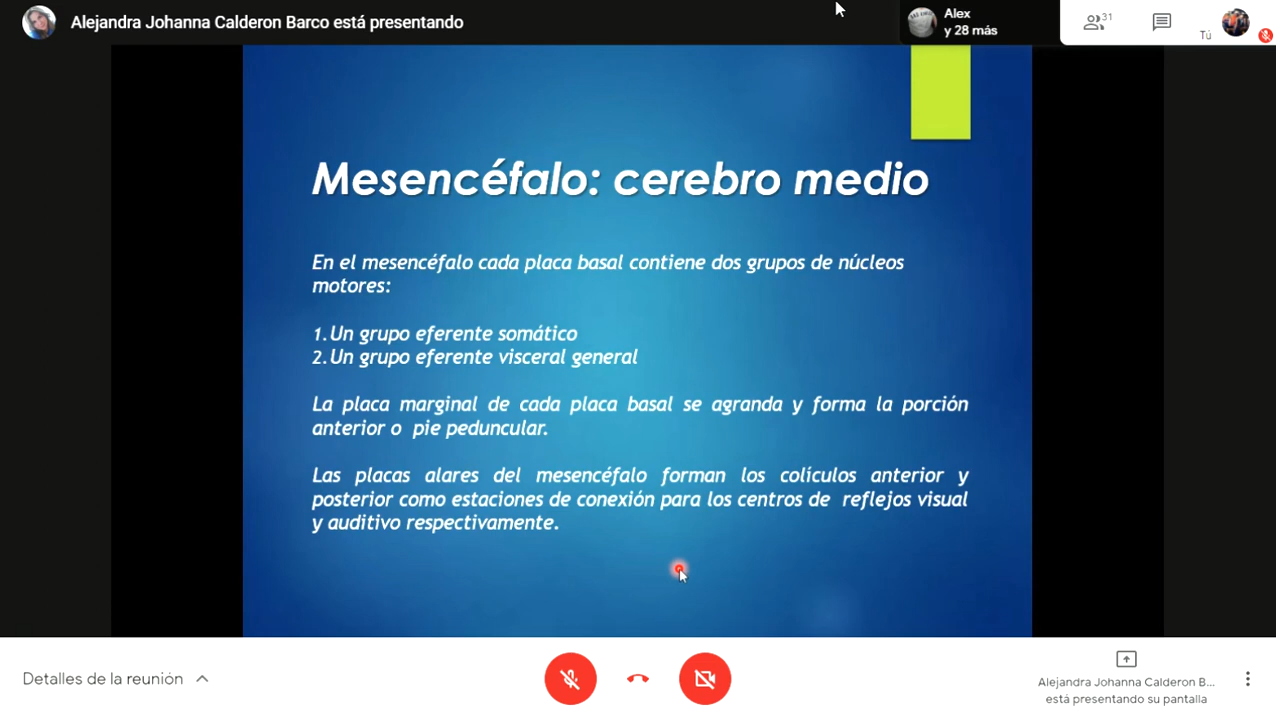 Alejandra Johanna Calderon Barco está presentando
Alex
y 28 más
31
Tú
Mesencéfalo: cerebro medio
En el mesencéfalo cada placa basal contiene dos grupos de núcleos
motores:
1.Un grupo eferente somático
2.Un grupo eferente visceral general
La placa marginal de cada placa basal se agranda y forma la porción
anterior o pie peduncular.
Las placas alares del mesencéfalo forman los colículos anterior y
posterior como estaciones de conexión para los centros de reflejos visual
y auditivo respectivamente.
Detalles de la reunión
Alejandra Johanna Calderon B...
está presentando su pantalla